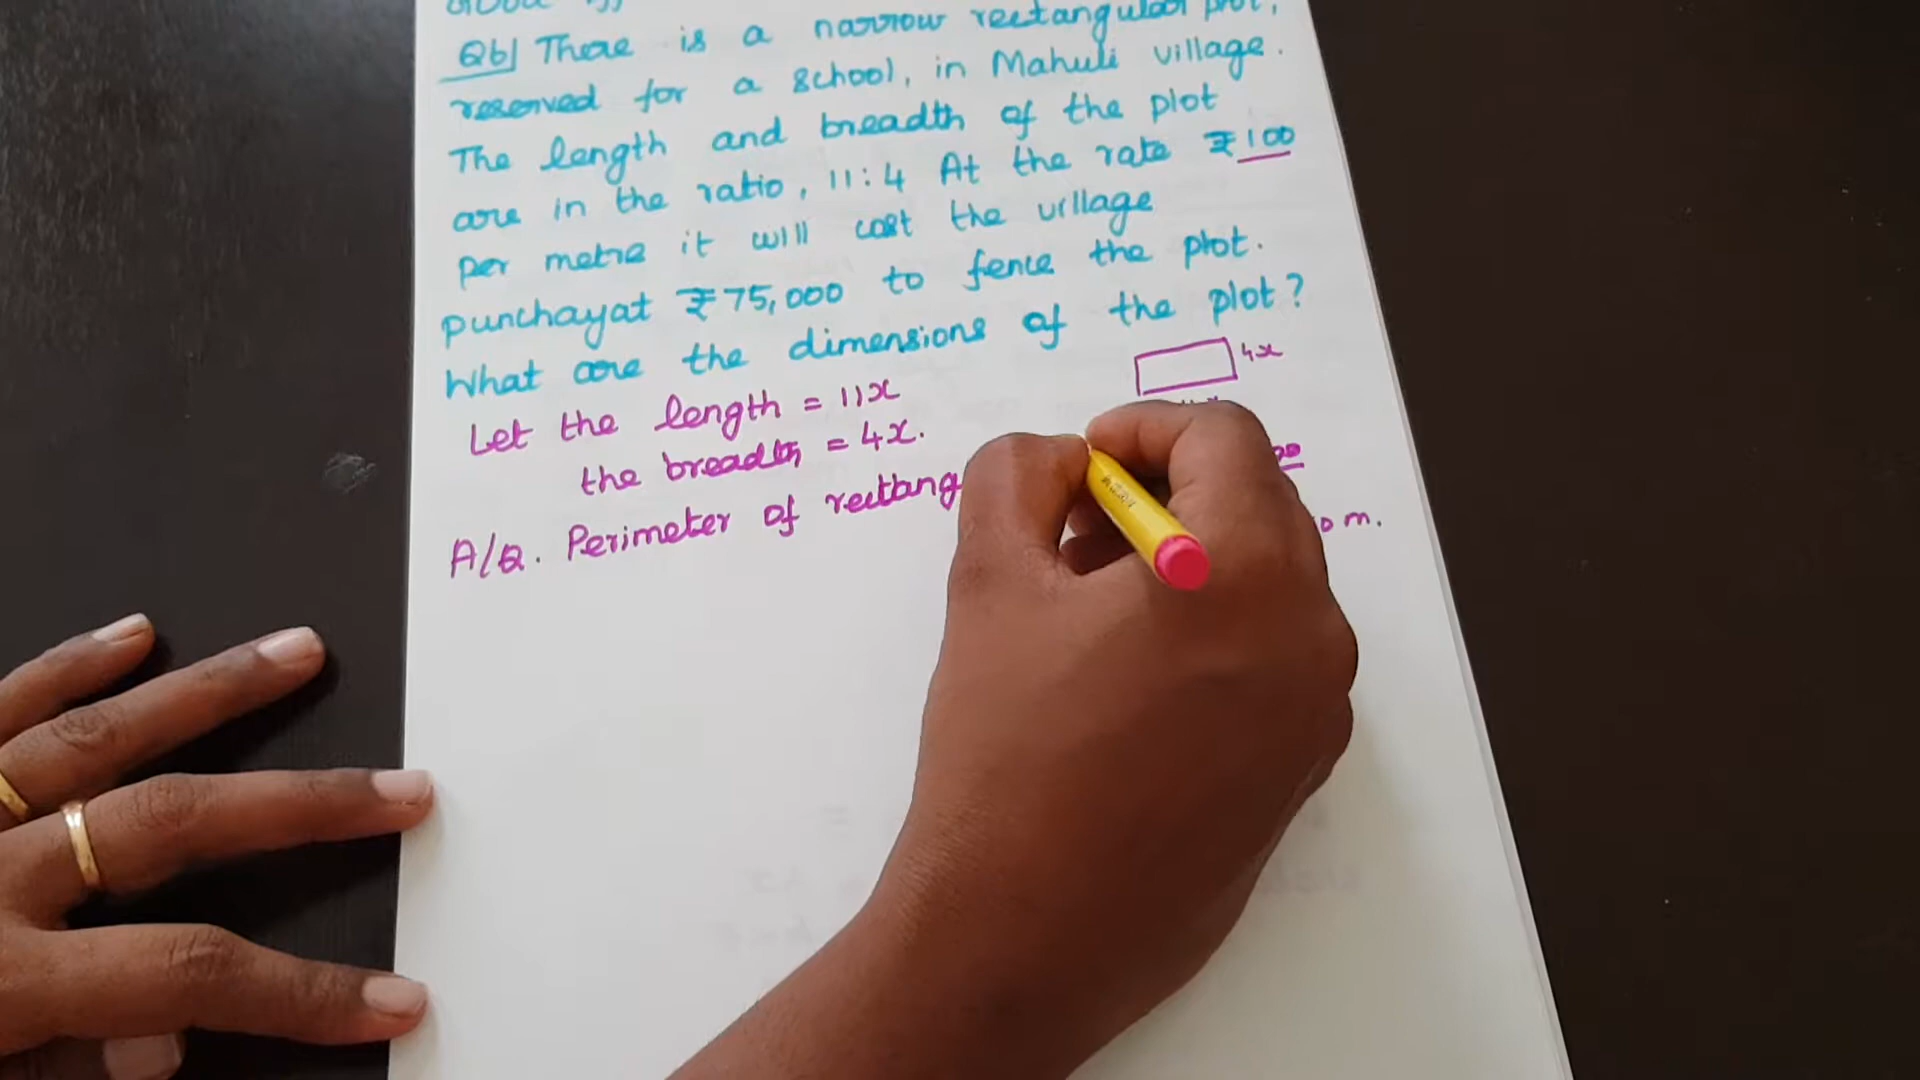 Q6) There is a narrow rectangular plot,
reserved for a school, in Mahuli village.
The length and breadth of the plot
are in the ratio, 11:4 At the rate ₹100
per metre it will cost the village
punchayat ₹75,000 to fence the plot.
What are the dimensions of the plot?
4x
Let the length = 11x
the breadth = 4x.
A/Q. Perimeter of
m.